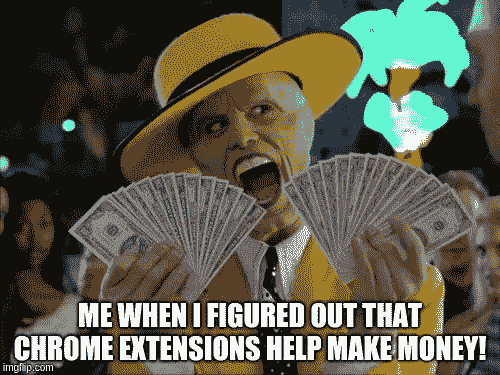 ME WHEN I FIGURED OUT THAT
CHROME EXTENSIONS HELP MAKE MONEY!
imgflip.com